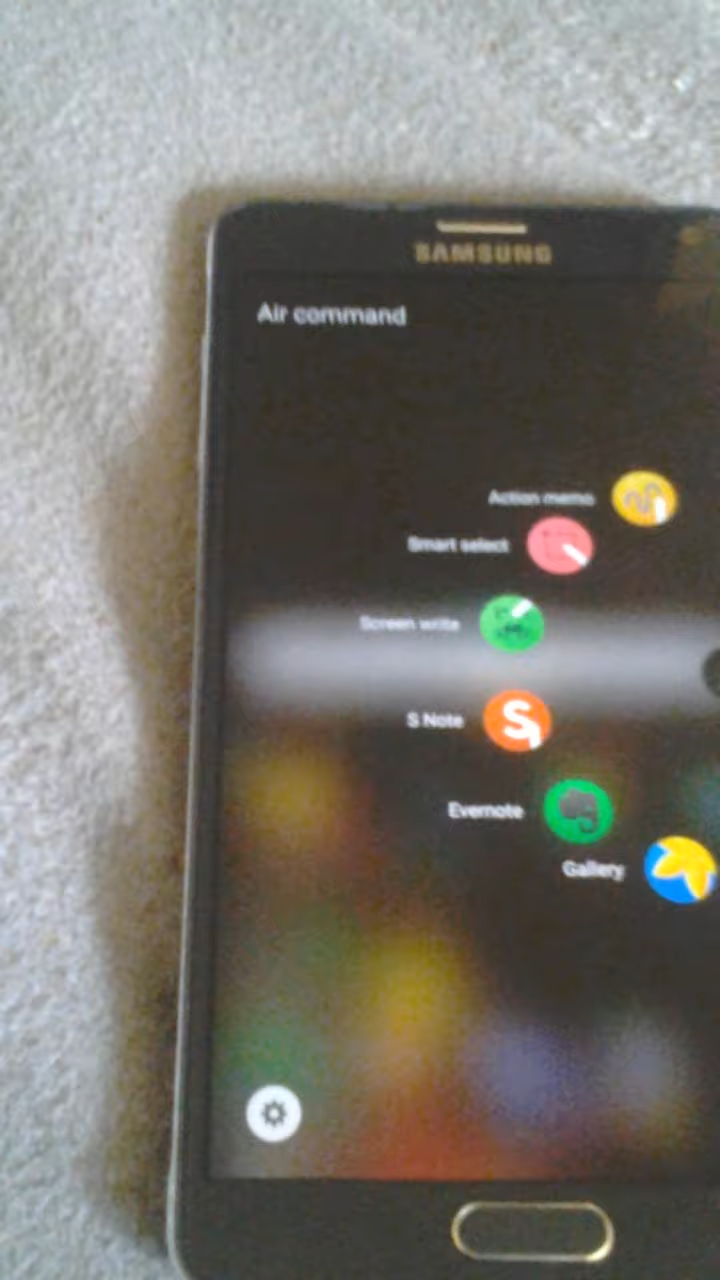 SAMSUNG
Air command
Action memo
Smart select
Screen write
S Note
Evernote
Gallery